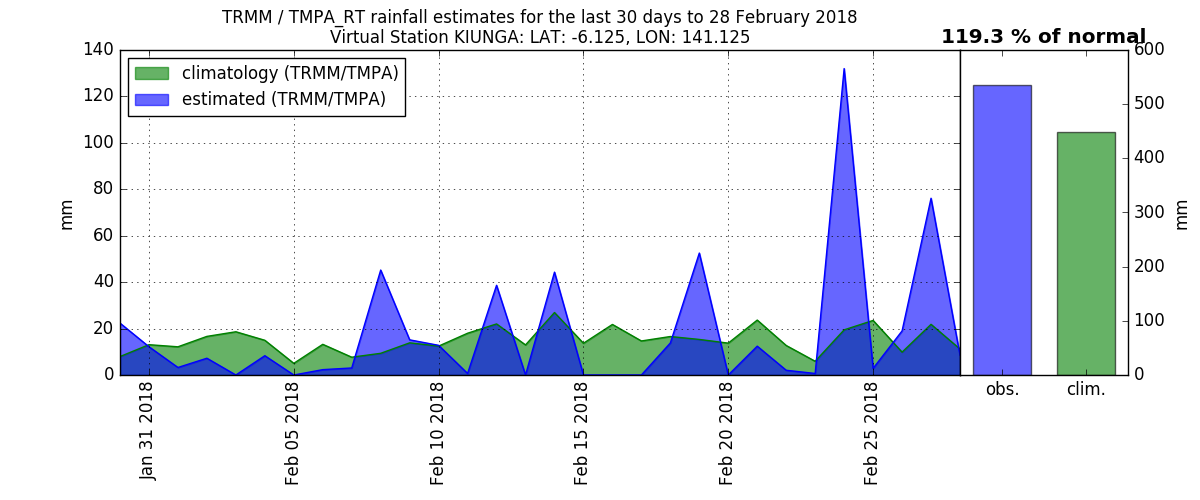 TRMM / TMPA_RT rainfall estimates for the last 30 days to 28 February 2018
Virtual Station KIUNGA: LAT: -6.125, LON: 141.125
119.3 % of normal
climatology (TRMM/TMPA)
estimated (TRMM/TMPA)
140
120
100
80
60
40
20
0
mm
Jan 31 2018
Feb 05 2018
Feb 10 2018
Feb 15 2018
Feb 20 2018
Feb 25 2018
600
500
400
300
200
100
0
mm
obs.
clim.